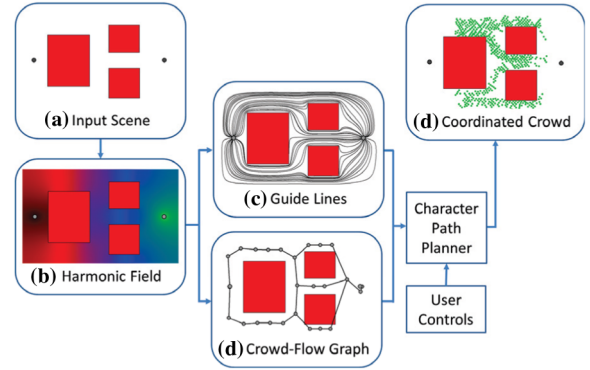 (a) Input Scene
(b) Harmonic Field
(c) Guide Lines
(d) Crowd-Flow Graph
Character
Path
Planner
User
Controls
(d) Coordinated Crowd